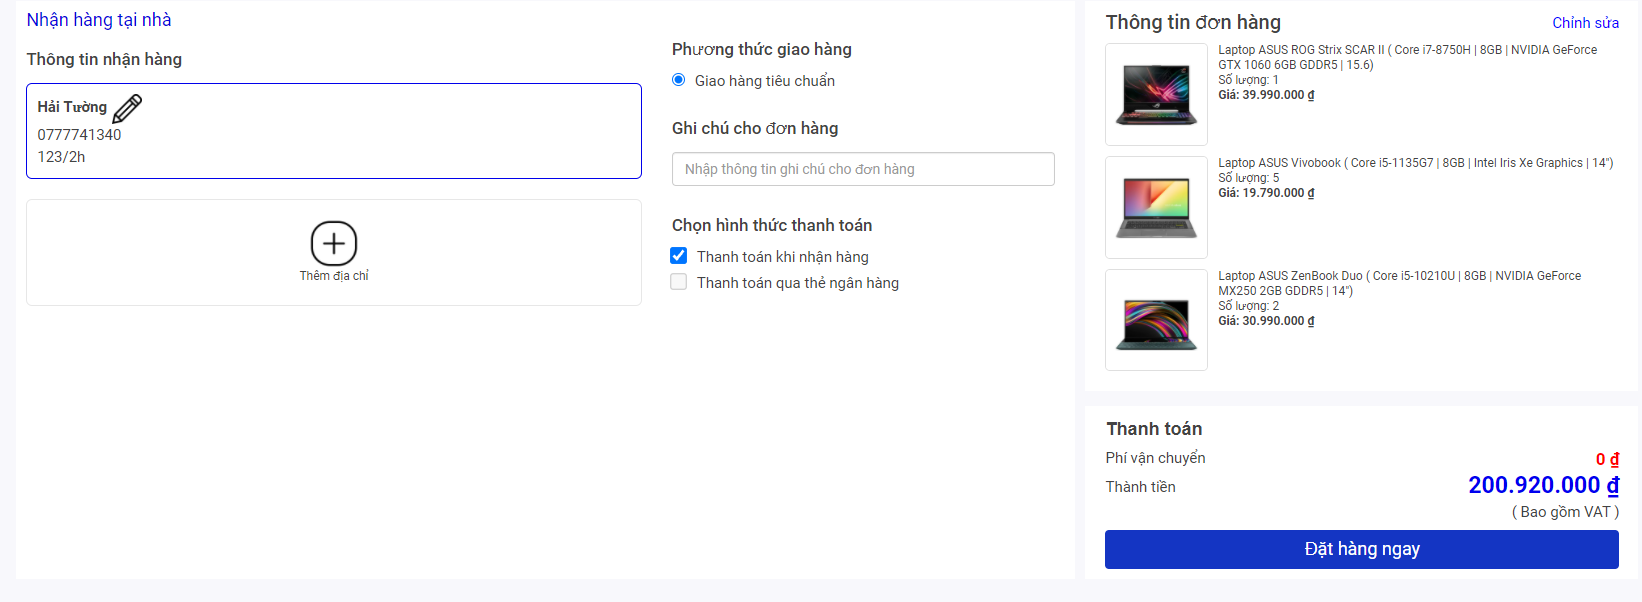 Nhận hàng tại nhà
Thông tin nhận hàng
Hải Tường
0777741340
123/2h
Thêm địa chỉ
Phương thức giao hàng
Giao hàng tiêu chuẩn
Ghi chú cho đơn hàng
Nhập thông tin ghi chú cho đơn hàng
Chọn hình thức thanh toán
Thanh toán khi nhận hàng
Thanh toán qua thẻ ngân hàng
Thông tin đơn hàng
Chỉnh sửa
Laptop ASUS ROG Strix SCAR II ( Core i7-8750H | 8GB | NVIDIA GeForce
GTX 1060 6GB GDDR5 | 15.6)
Số lượng: 1
Giá: 39.990.000 ₫
Laptop ASUS Vivobook ( Core i5-1135G7 | 8GB | Intel Iris Xe Graphics | 14")
Số lượng: 5
Giá: 19.790.000 ₫
Laptop ASUS ZenBook Duo ( Core i5-10210U | 8GB | NVIDIA GeForce
MX250 2GB GDDR5 | 14")
Số lượng: 2
Giá: 30.990.000 ₫
Thanh toán
Phí vận chuyển
0 ₫
Thành tiền
200.920.000 ₫
( Bao gồm VAT )
Đặt hàng ngay